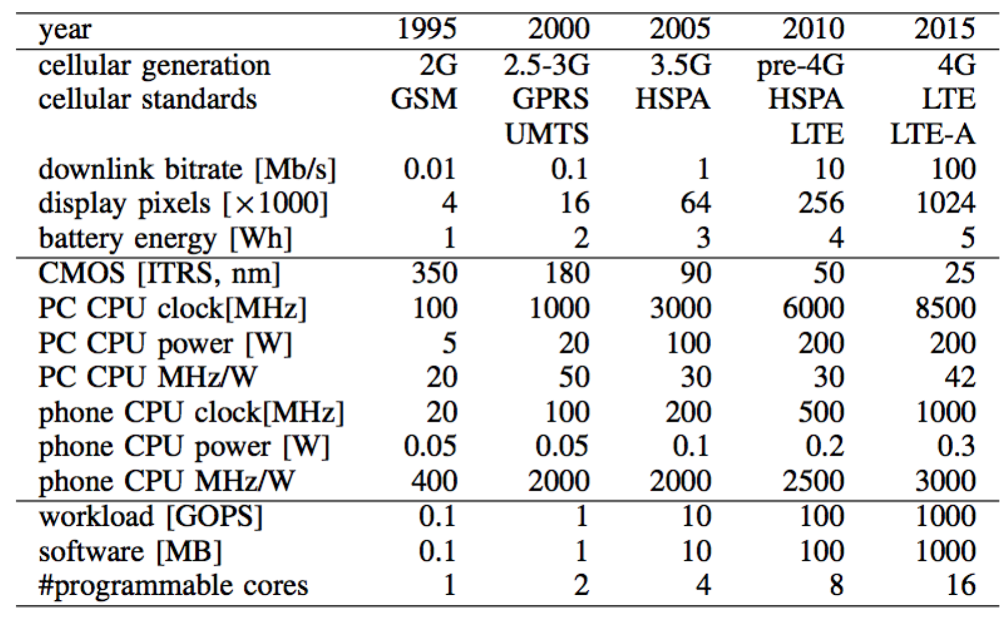 year 1995 2000 2005 2010 2015
cellular generation 2G 2.5-3G 3.5G pre-4G 4G
cellular standards GSM GPRS HSPA HSPA LTE
UMTS LTE LTE-A
downlink bitrate [Mb/s] 0.01 0.1 1 10 100
display pixels [×1000] 4 16 64 256 1024
battery energy [Wh] 1 2 3 4 5
CMOS [ITRS, nm] 350 180 90 50 25
PC CPU clock[MHz] 100 1000 3000 6000 8500
PC CPU power [W] 5 20 100 200 200
PC CPU MHz/W 20 50 30 30 42
phone CPU clock[MHz] 20 100 200 500 1000
phone CPU power [W] 0.05 0.05 0.1 0.2 0.3
phone CPU MHz/W 400 2000 2000 2500 3000
workload [GOPS] 0.1 1 10 100 1000
software [MB] 0.1 1 10 100 1000
#programmable cores 1 2 4 8 16